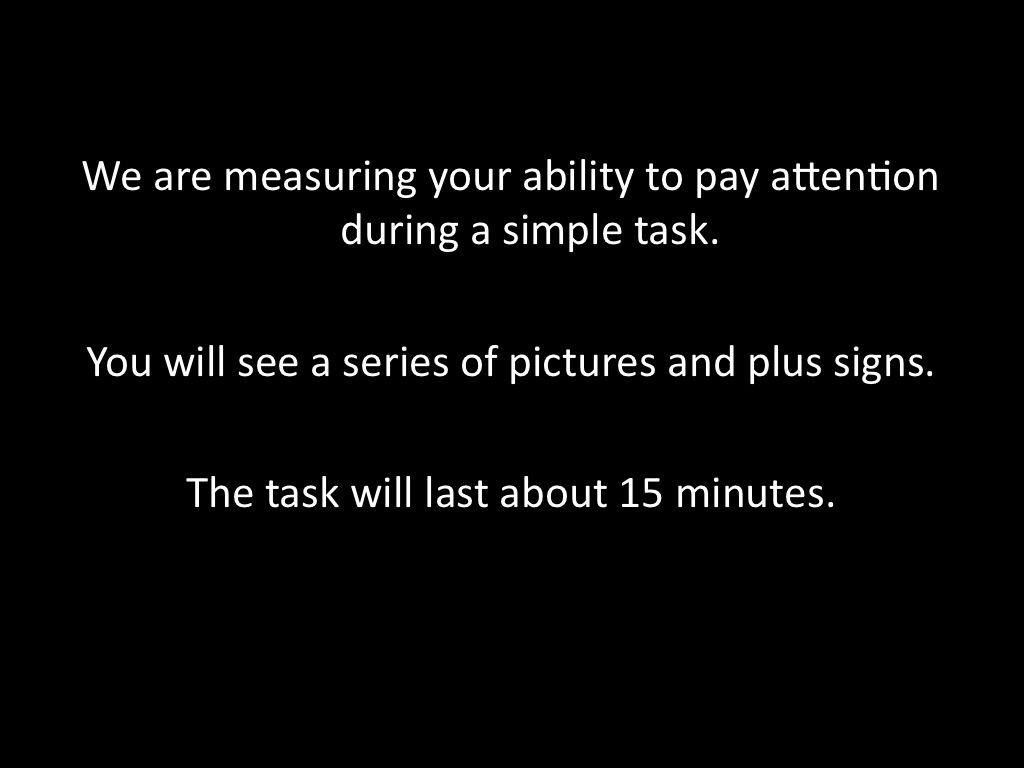 We are measuring your ability to pay attention
during a simple task.
You will see a series of pictures and plus signs.
The task will last about 15 minutes.